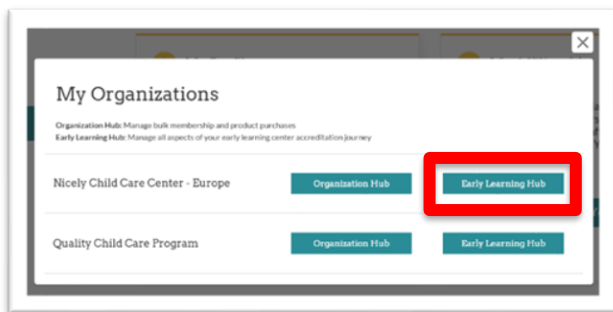 My Organizations
Organization Hub: Manage bulk membership and product purchases
Early Learning Hub: Manage all aspects of your early learning center accreditation journey
Nicely Child Care Center - Europe Organization Hub Early Learning Hub
Quality Child Care Program Organization Hub Early Learning Hub